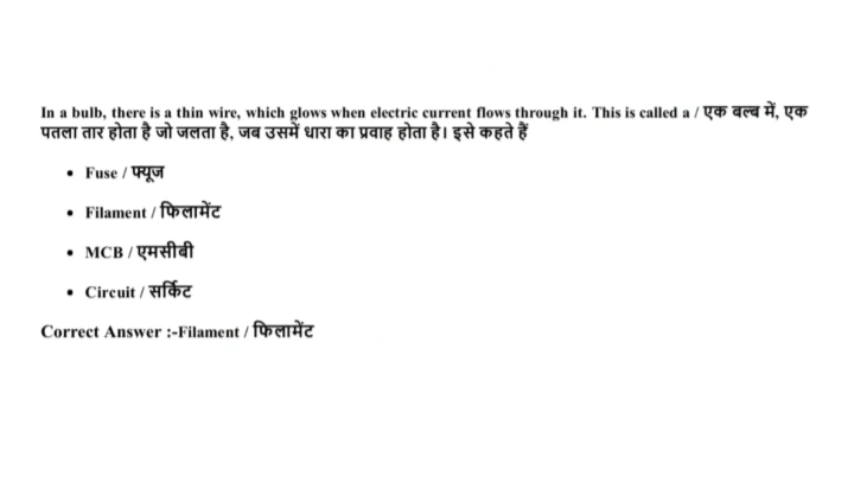 In a bulb, there is a thin wire, which glows when electric current flows through it. This is called a / एक बल्ब में, एक
पतला तार होता है जो जलता है, जब उसमें धारा का प्रवाह होता है। इसे कहते हैं
• Fuse / फ्यूज
• Filament / फिलामेंट
• MCB / एमसीबी
• Circuit / सर्किट
Correct Answer :-Filament / फिलामेंट